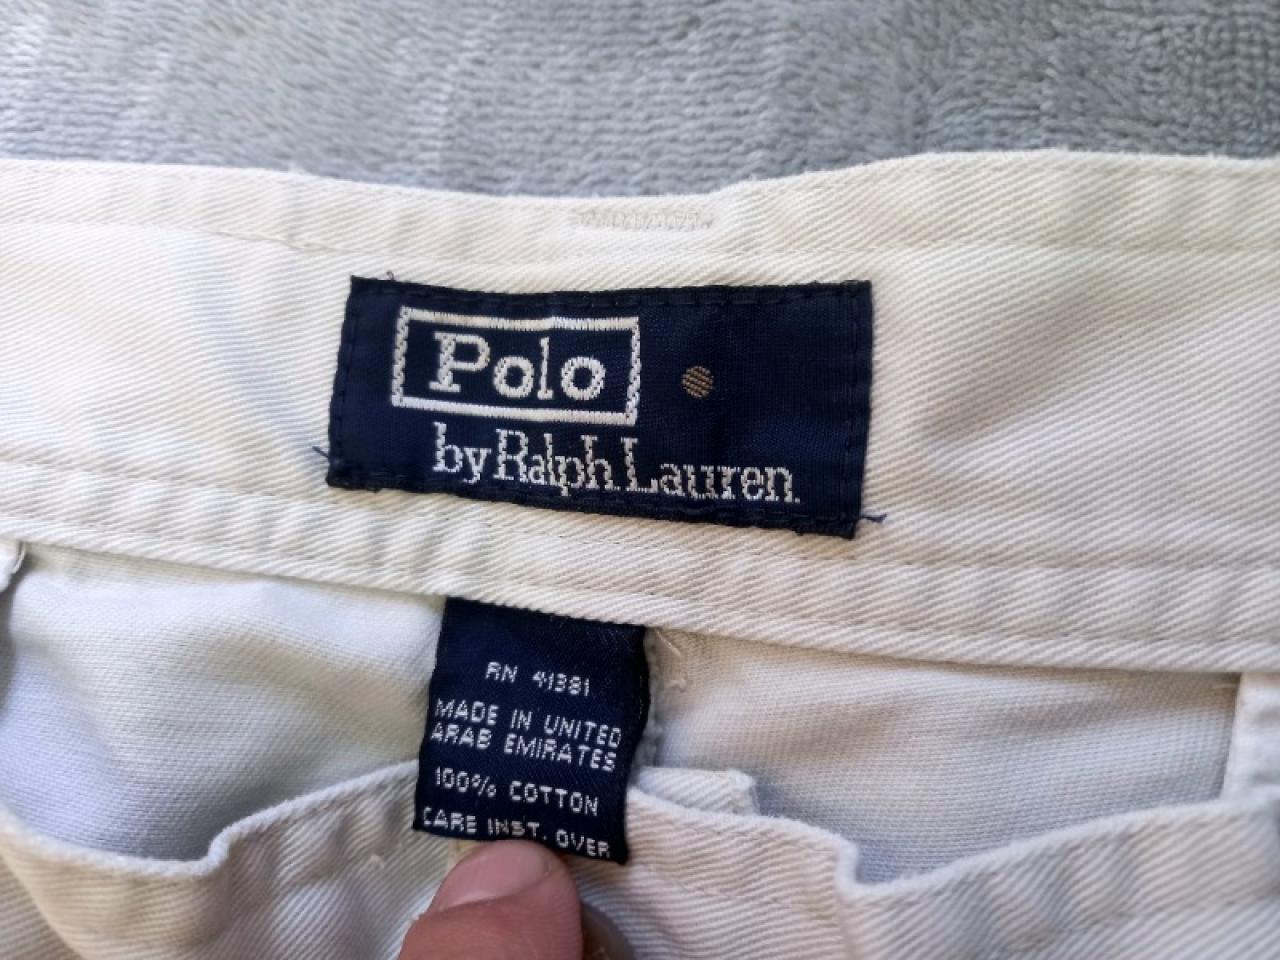 Polo
by Ralph Lauren
RN 41381
MADE IN UNITED
ARAB EMIRATES
100% COTTON
CARE INST. OVER